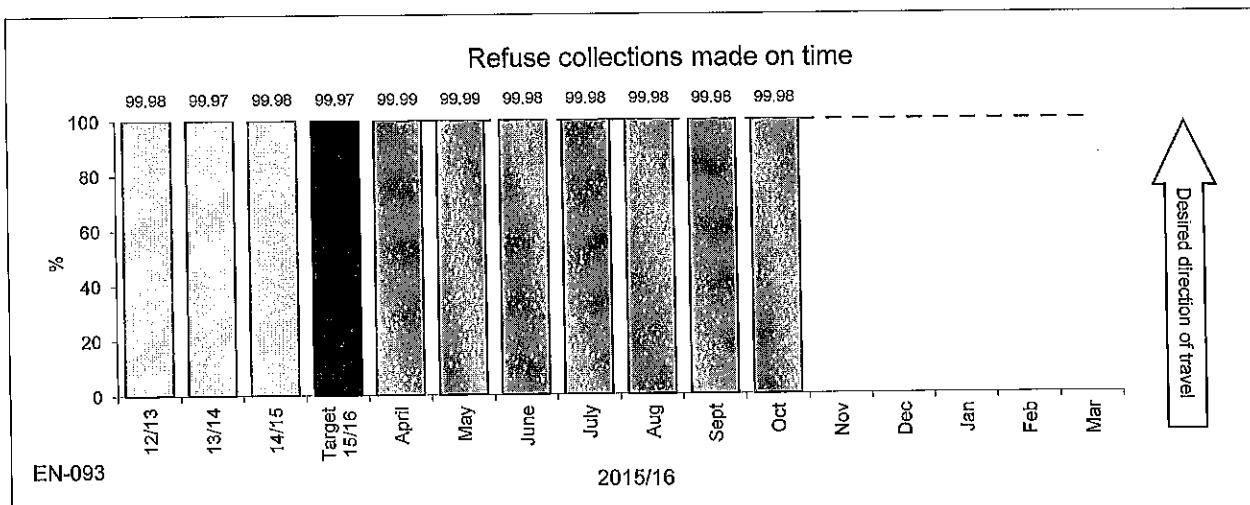 Refuse collections made on time
99.98 99.97 99.98 99.97 99.99 99.99 99.98 99.98 99.98 99.98 99.98
100
80
60
40
20
0
%
12/13
13/14
14/15
Target
15/16
April
May
June
July
Aug
Sept
Oct
Nov
Dec
Jan
Feb
Mar
Desired direction of travel
EN-093
2015/16